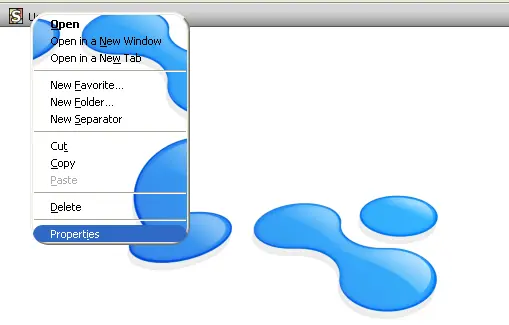 S
Open
Open in a New Window
Open in a New Tab
New Favorite...
New Folder...
New Separator
Cut
Copy
Paste
Delete
Properties